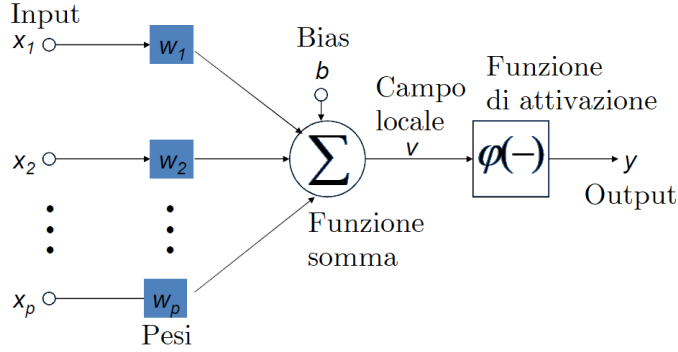 Input
x1
w1
Bias
b
Campo
locale
v
Funzione
di attivazione
x2
w2
∑
φ(−)
y
Output
Funzione
somma
xp
wp
Pesi